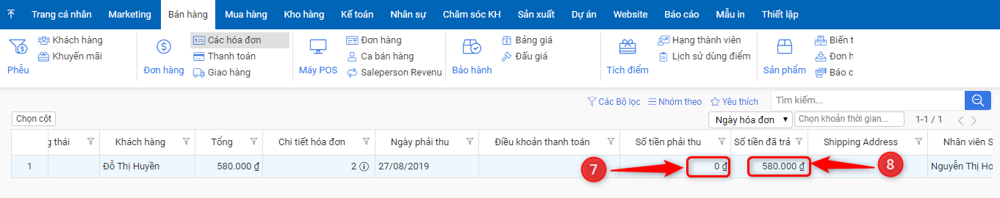 Trang cá nhân Marketing Bán hàng Mua hàng Kho hàng Kế toán Nhân sự Chăm sóc KH Sản xuất Dự án Website Báo cáo Mẫu in Thiết lập
Phễu
Khách hàng
Khuyến mãi
Đơn hàng
Các hóa đơn
Thanh toán
Giao hàng
Máy POS
Đơn hàng
Ca bán hàng
Saleperson Revenu
Bảo hành
Bảng giá
Đấu giá
Tích điểm
Hạng thành viên
Lịch sử dùng điểm
Sản phẩm
Biến t
Đơn h
Báo c
Các Bộ lọc Nhóm theo Yêu thích Tìm kiếm...
Chọn cột Ngày hóa đơn Chọn khoản thời gian... 1-1 / 1
g thái Khách hàng Tổng Chi tiết hóa đơn Ngày phải thu Điều khoản thanh toán Số tiền phải thu Số tiền đã trả Shipping Address Nhân viên S
1 Đỗ Thị Huyền 580.000 ₫ 2 27/08/2019 7 0 ₫ 580.000 ₫ 8 Nguyễn Thị Ho